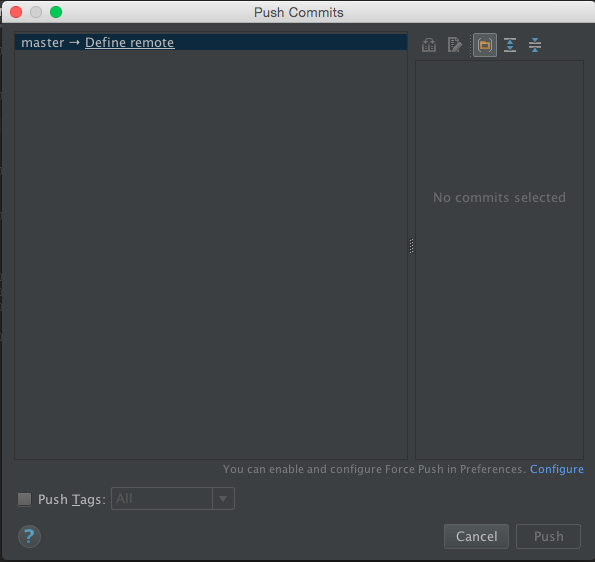 Push Commits
master → Define remote
No commits selected
You can enable and configure Force Push in Preferences. Configure
Push Tags: All
?
Cancel Push